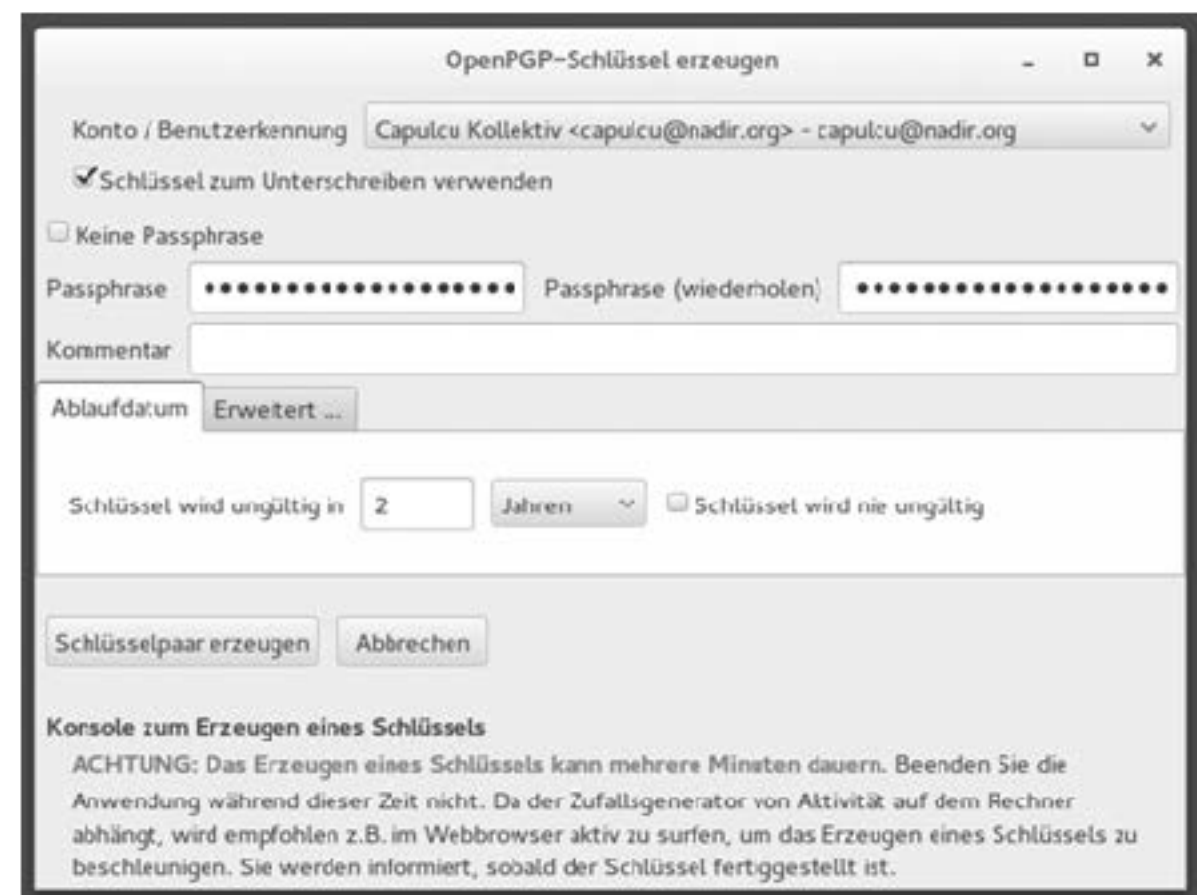 OpenPGP-Schlüssel erzeugen
Konto / Benutzerkennung Capulcu Kollektiv <capulcu@nadir.org> - capulcu@nadir.org
Schlüssel zum Unterschreiben verwenden
Keine Passphrase
Passphrase Passphrase (wiederholen)
Kommentar
Ablaufdatum Erweitert ...
Schlüssel wird ungültig in 2 Jahren Schlüssel wird nie ungültig
Schlüsselpaar erzeugen Abbrechen
Konsole zum Erzeugen eines Schlüssels
ACHTUNG: Das Erzeugen eines Schlüssels kann mehrere Minuten dauern. Beenden Sie die
Anwendung während dieser Zeit nicht. Da der Zufallsgenerator von Aktivität auf dem Rechner
abhängt, wird empfohlen z.B. im Webbrowser aktiv zu surfen, um das Erzeugen eines Schlüssels zu
beschleunigen. Sie werden informiert, sobald der Schlüssel fertiggestellt ist.